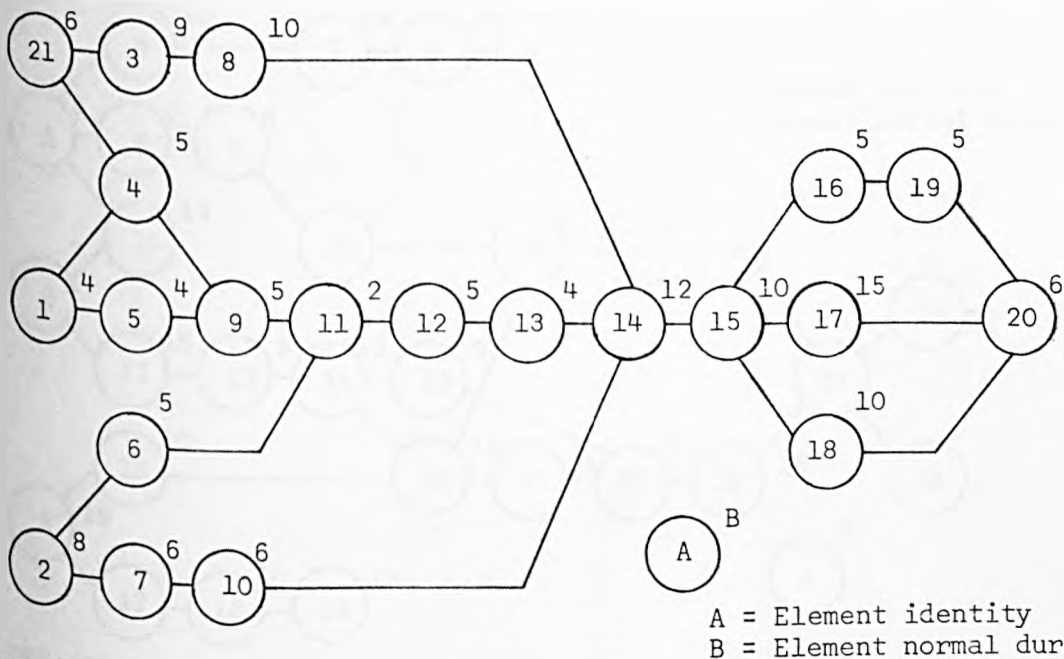 6 9 10
21 3 8
5 5 5
4 16 19
4 4 5 2 5 4 12 10 15 6
1 5 9 11 12 13 14 15 17 20
5 10
6 18
8 6 6 B
2 7 10 A
A = Element identity
B = Element normal dur